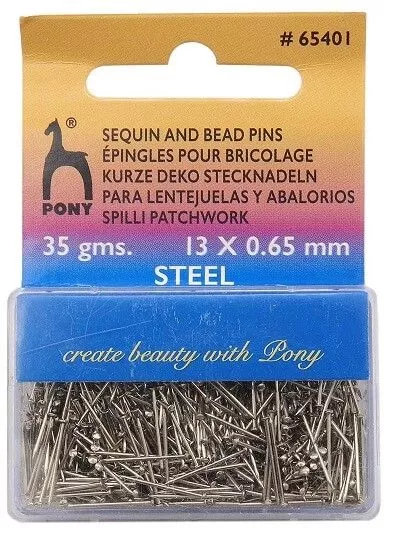 # 65401
®
PONY
SEQUIN AND BEAD PINS
ÉPINGLES POUR BRICOLAGE
KURZE DEKO STECKNADELN
PARA LENTEJUELAS Y ABALORIOS
SPILLI PATCHWORK
35 gms. 13 X 0.65 mm
STEEL
create beauty with Pony